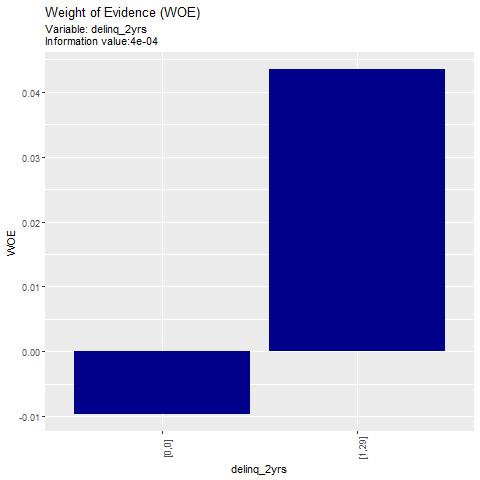 Weight of Evidence (WOE)
Variable: delinq_2yrs
Information value:4e-04
0.04
0.03
0.02
0.01
0.00
-0.01
WOE
[0,0]
[1,29]
delinq_2yrs